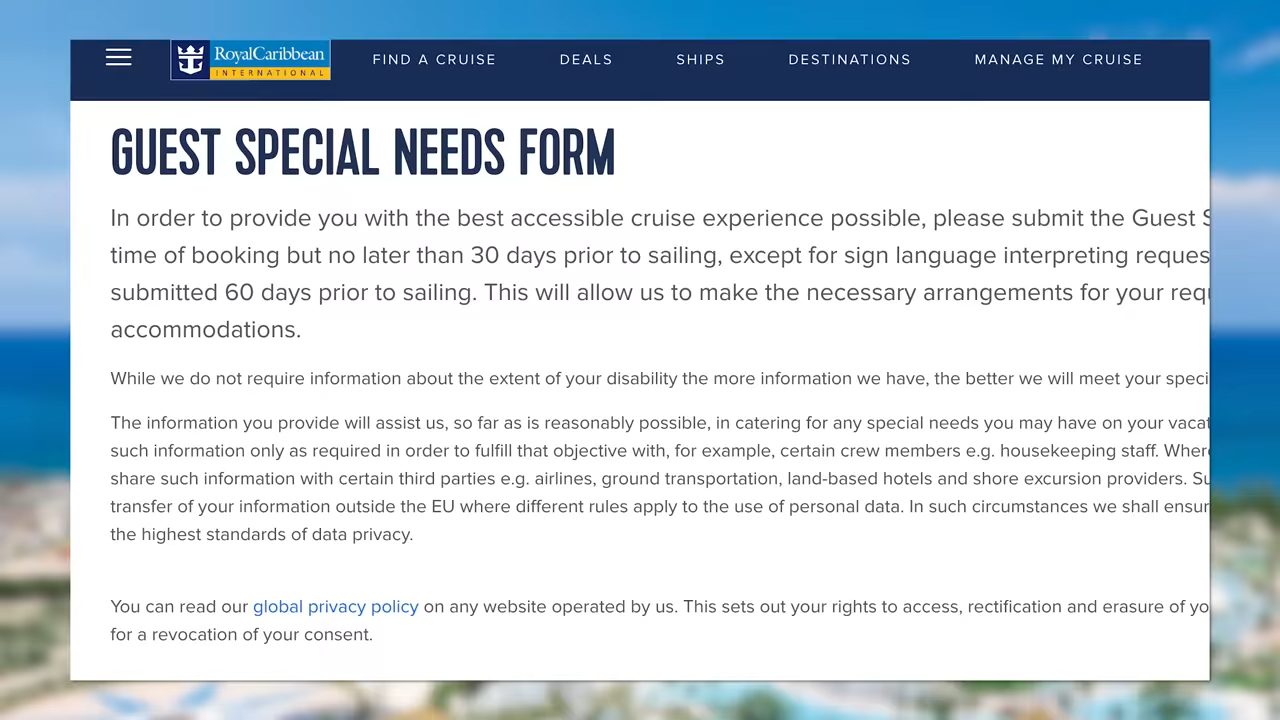 RoyalCaribbean
INTERNATIONAL
FIND A CRUISE
DEALS
SHIPS
DESTINATIONS
MANAGE MY CRUISE
GUEST SPECIAL NEEDS FORM
In order to provide you with the best accessible cruise experience possible, please submit the Guest
time of booking but no later than 30 days prior to sailing, except for sign language interpreting
submitted 60 days prior to sailing. This will allow us to make the necessary arrangements for your
accommodations.
While we do not require information about the extent of your disability the more information we have, the better we will meet your
The information you provide will assist us, so far as is reasonably possible, in catering for any special needs you may have on your
such information only as required in order to fulfill that objective with, for example, certain crew members e.g. housekeeping staff.
share such information with certain third parties e.g. airlines, ground transportation, land-based hotels and shore excursion providers.
transfer of your information outside the EU where different rules apply to the use of personal data. In such circumstances we shall
the highest standards of data privacy.
You can read our global privacy policy on any website operated by us. This sets out your rights to access, rectification and erasure of
for a revocation of your consent.